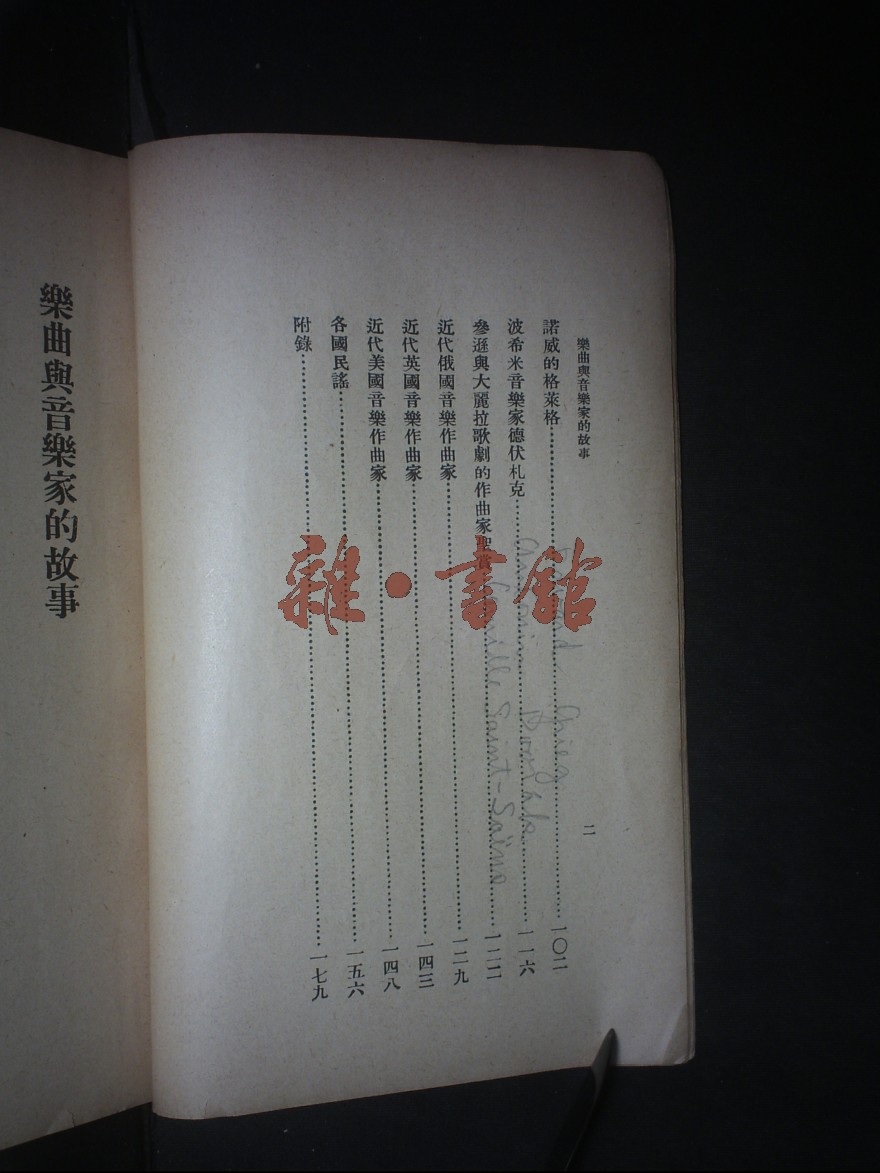 樂曲與音樂家的故事
二
諾威的格萊格……一〇二
波希米音樂家德伏札克……一一六
參遜與大麗拉歌劇的作曲家聖賞……一二二
近代俄國音樂作曲家……一二九
近代英國音樂作曲家……一四三
近代美國音樂作曲家……一四八
各國民謠……一五六
附錄……一七九
Grieg
Camille Saint-Saëns
雜·書館
樂曲與音樂家的故事